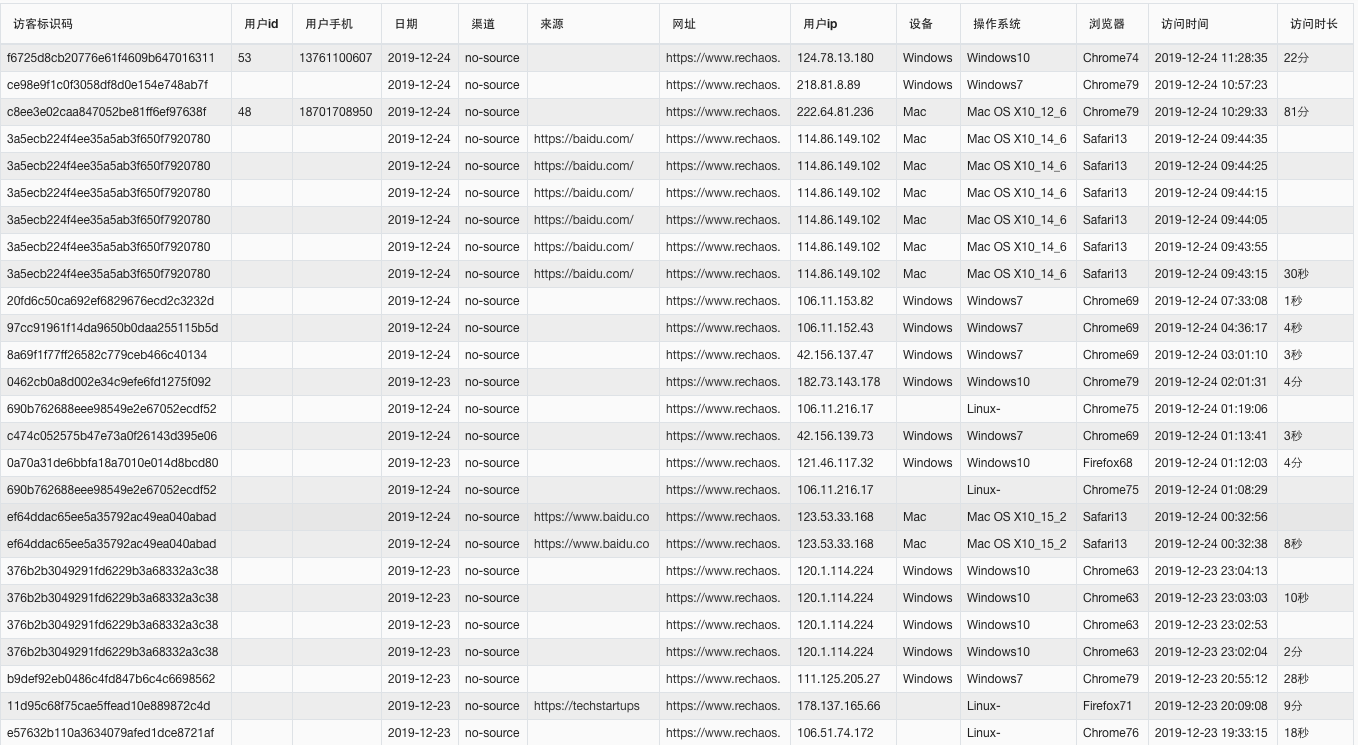 访客标识码 用户id 用户手机 日期 渠道 来源 网址 用户ip 设备 操作系统 浏览器 访问时间 访问时长
f6725d8cb20776e61f4609b647016311 53 13761100607 2019-12-24 no-source https://www.rechaos. 124.78.13.180 Windows Windows10 Chrome74 2019-12-24 11:28:35 22分
ce98e9f1c0f3058df8d0e154e748ab7f 2019-12-24 no-source https://www.rechaos. 218.81.8.89 Windows Windows7 Chrome79 2019-12-24 10:57:23
c8ee3e02caa847052be81ff6ef97638f 48 18701708950 2019-12-24 no-source https://www.rechaos. 222.64.81.236 Mac Mac OS X10_12_6 Chrome79 2019-12-24 10:29:33 81分
3a5ecb224f4ee35a5ab3f650f7920780 2019-12-24 no-source https://baidu.com/ https://www.rechaos. 114.86.149.102 Mac Mac OS X10_14_6 Safari13 2019-12-24 09:44:35
3a5ecb224f4ee35a5ab3f650f7920780 2019-12-24 no-source https://baidu.com/ https://www.rechaos. 114.86.149.102 Mac Mac OS X10_14_6 Safari13 2019-12-24 09:44:25
3a5ecb224f4ee35a5ab3f650f7920780 2019-12-24 no-source https://baidu.com/ https://www.rechaos. 114.86.149.102 Mac Mac OS X10_14_6 Safari13 2019-12-24 09:44:15
3a5ecb224f4ee35a5ab3f650f7920780 2019-12-24 no-source https://baidu.com/ https://www.rechaos. 114.86.149.102 Mac Mac OS X10_14_6 Safari13 2019-12-24 09:44:05
3a5ecb224f4ee35a5ab3f650f7920780 2019-12-24 no-source https://baidu.com/ https://www.rechaos. 114.86.149.102 Mac Mac OS X10_14_6 Safari13 2019-12-24 09:43:55
3a5ecb224f4ee35a5ab3f650f7920780 2019-12-24 no-source https://baidu.com/ https://www.rechaos. 114.86.149.102 Mac Mac OS X10_14_6 Safari13 2019-12-24 09:43:15 30秒
20fd6c50ca692ef6829676ecd2c3232d 2019-12-24 no-source https://www.rechaos. 106.11.153.82 Windows Windows7 Chrome69 2019-12-24 07:33:08 1秒
97cc91961f14da9650b0daa255115b5d 2019-12-24 no-source https://www.rechaos. 106.11.152.43 Windows Windows7 Chrome69 2019-12-24 04:36:17 4秒
8a69f1f77ff26582c779ceb466c40134 2019-12-24 no-source https://www.rechaos. 42.156.137.47 Windows Windows7 Chrome69 2019-12-24 03:01:10 3秒
0462cb0a8d002e34c9efe6fd1275f092 2019-12-23 no-source https://www.rechaos. 182.73.143.178 Windows Windows10 Chrome79 2019-12-24 02:01:31 4分
690b762688eee98549e2e67052ecdf52 2019-12-24 no-source https://www.rechaos. 106.11.216.17 Linux- Chrome75 2019-12-24 01:19:06
c474c052575b47e73a0f26143d395e06 2019-12-24 no-source https://www.rechaos. 42.156.139.73 Windows Windows7 Chrome69 2019-12-24 01:13:41 3秒
0a70a31de6bbfa18a7010e014d8bcd80 2019-12-23 no-source https://www.rechaos. 121.46.117.32 Windows Windows10 Firefox68 2019-12-24 01:12:03 4分
690b762688eee98549e2e67052ecdf52 2019-12-24 no-source https://www.rechaos. 106.11.216.17 Linux- Chrome75 2019-12-24 01:08:29
ef64ddac65ee5a35792ac49ea040abad 2019-12-24 no-source https://www.baidu.co https://www.rechaos. 123.53.33.168 Mac Mac OS X10_15_2 Safari13 2019-12-24 00:32:56
ef64ddac65ee5a35792ac49ea040abad 2019-12-24 no-source https://www.baidu.co https://www.rechaos. 123.53.33.168 Mac Mac OS X10_15_2 Safari13 2019-12-24 00:32:38 8秒
376b2b3049291fd6229b3a68332a3c38 2019-12-23 no-source https://www.rechaos. 120.1.114.224 Windows Windows10 Chrome63 2019-12-23 23:04:13
376b2b3049291fd6229b3a68332a3c38 2019-12-23 no-source https://www.rechaos. 120.1.114.224 Windows Windows10 Chrome63 2019-12-23 23:03:03 10秒
376b2b3049291fd6229b3a68332a3c38 2019-12-23 no-source https://www.rechaos. 120.1.114.224 Windows Windows10 Chrome63 2019-12-23 23:02:53
376b2b3049291fd6229b3a68332a3c38 2019-12-23 no-source https://www.rechaos. 120.1.114.224 Windows Windows10 Chrome63 2019-12-23 23:02:04 2分
b9def92eb0486c4fd847b6c4c6698562 2019-12-23 no-source https://www.rechaos. 111.125.205.27 Windows Windows7 Chrome79 2019-12-23 20:55:12 28秒
11d95c68f75cae5ffead10e889872c4d 2019-12-23 no-source https://techstartups https://www.rechaos. 178.137.165.66 Linux- Firefox71 2019-12-23 20:09:08 9分
e57632b110a3634079afed1dce8721af 2019-12-23 no-source https://www.rechaos. 106.51.74.172 Linux- Chrome76 2019-12-23 19:33:15 18秒